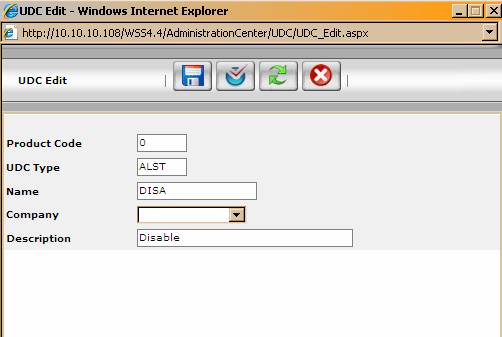 UDC Edit - Windows Internet Explorer
http://10.10.10.108/WSS4.4/AdministrationCenter/UDC/UDC_Edit.aspx
UDC Edit
Product Code 0
UDC Type ALST
Name DISA
Company
Description Disable